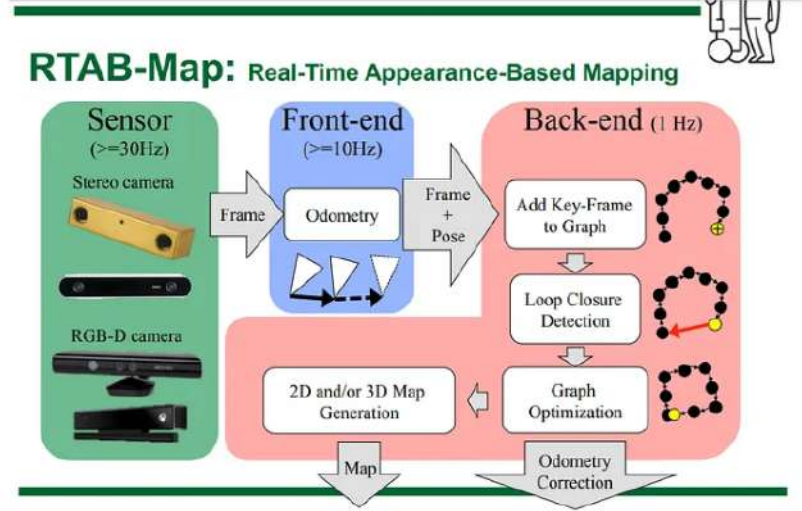 RTAB-Map: Real-Time Appearance-Based Mapping
Sensor
(>=30Hz)
Stereo camera
RGB-D camera
Frame
Front-end
(>=10Hz)
Odometry
Frame
+
Pose
Back-end (1 Hz)
Add Key-Frame
to Graph
Loop Closure
Detection
Graph
Optimization
2D and/or 3D Map
Generation
Map
Odometry
Correction